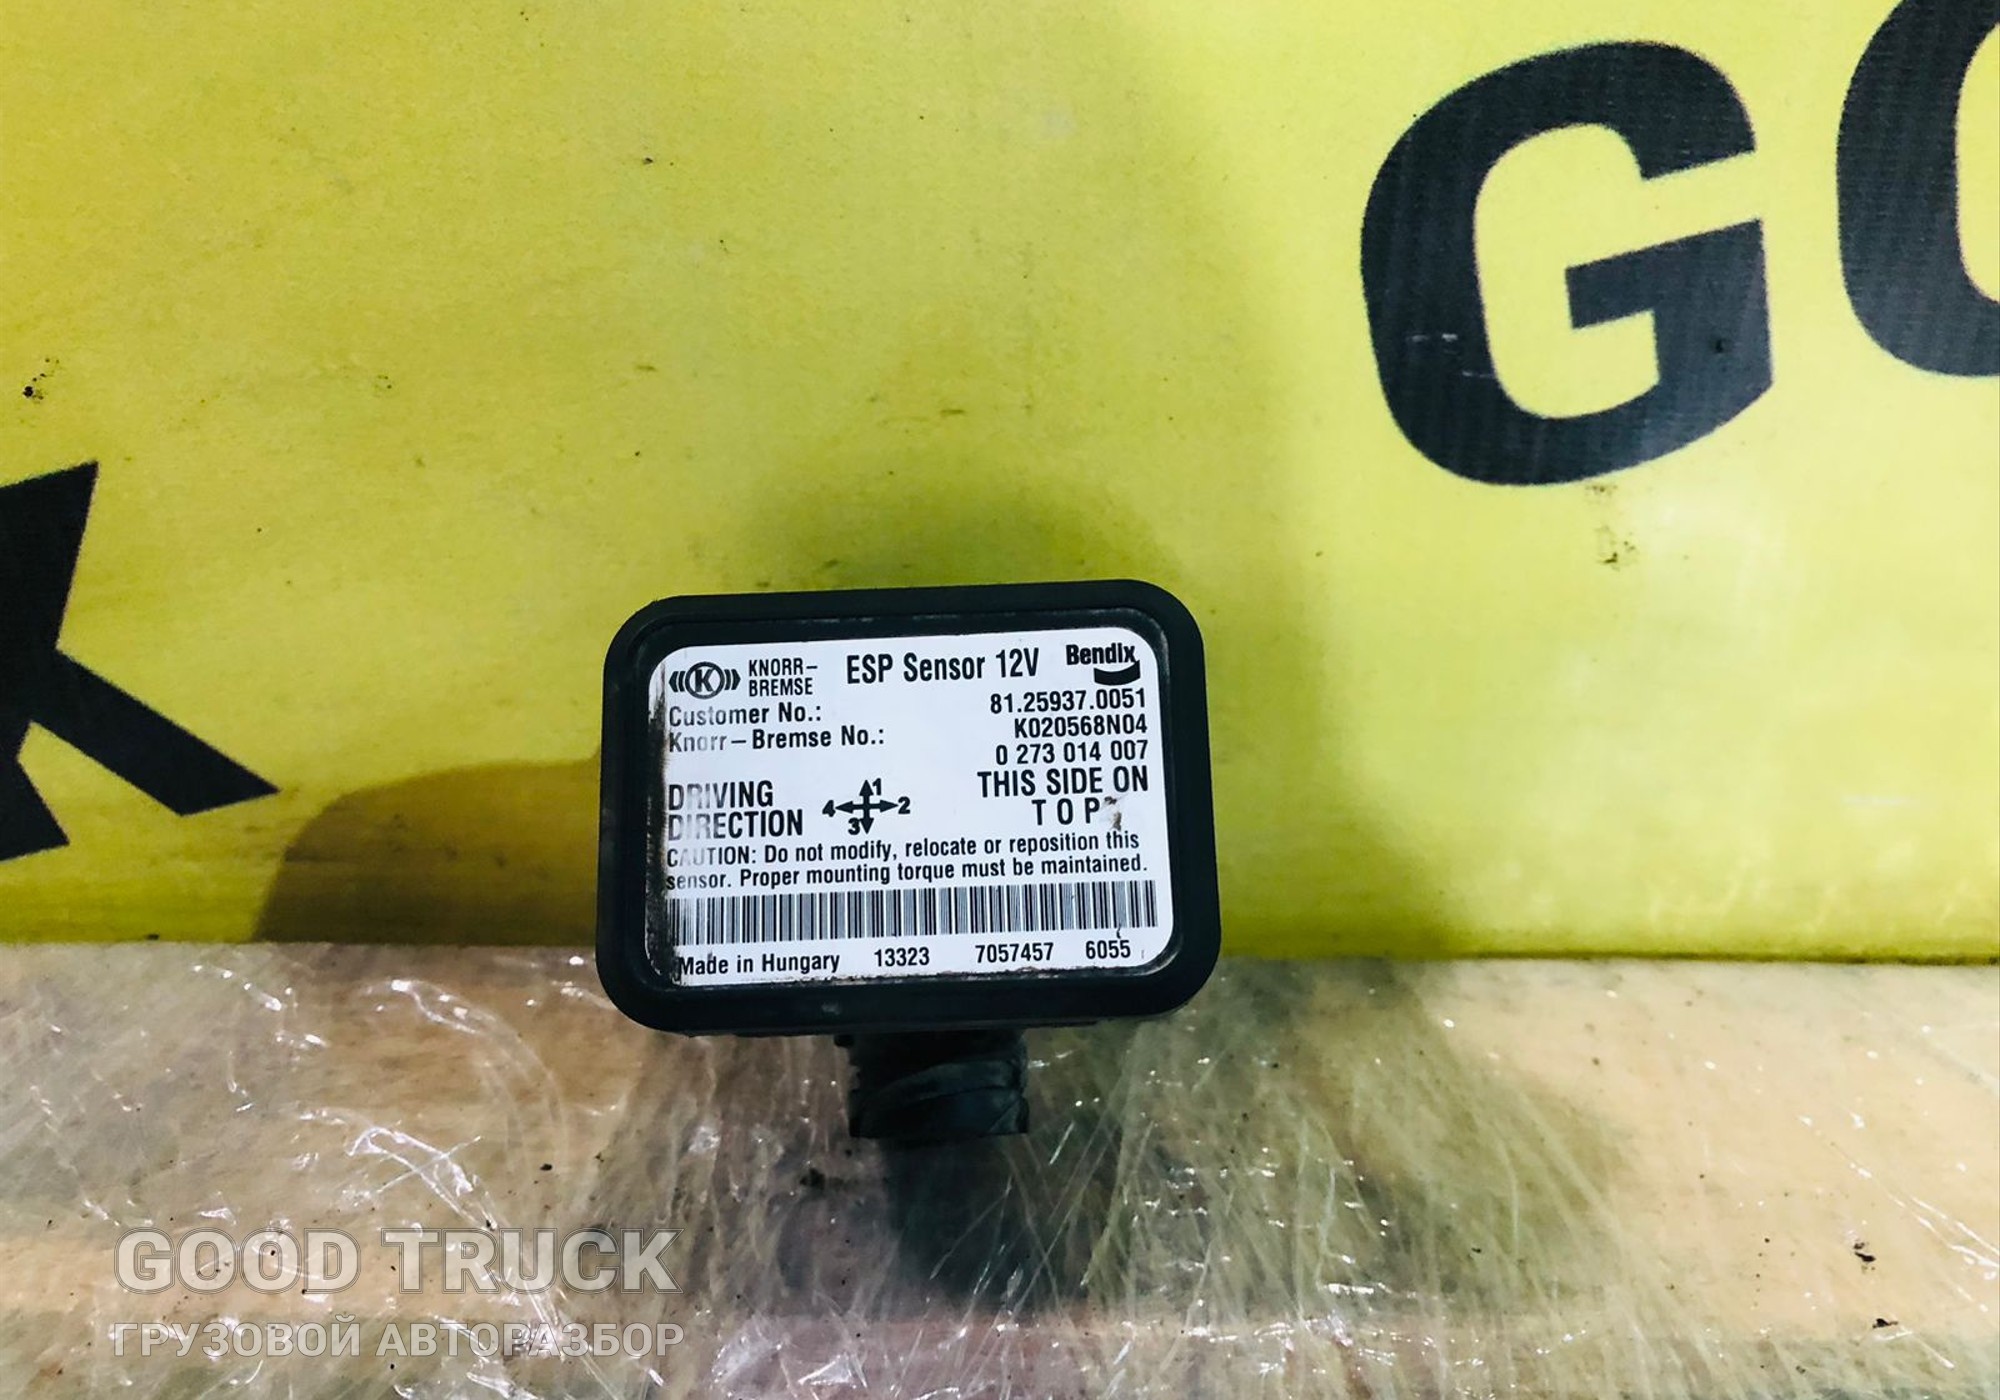 GO
K
KNORR-
BREMSE
ESP Sensor 12V
Bendix
Customer No.: 81.25937.0051
Knorr-Bremse No.: K020568N04
0 273 014 007
DRIVING
DIRECTION
1
4 2
3
THIS SIDE ON
TOP
CAUTION: Do not modify, relocate or reposition this
sensor. Proper mounting torque must be maintained.
Made in Hungary 13323 7057457 6055
GOOD TRUCK
ГРУЗОВОЙ АВТОРАЗБОР